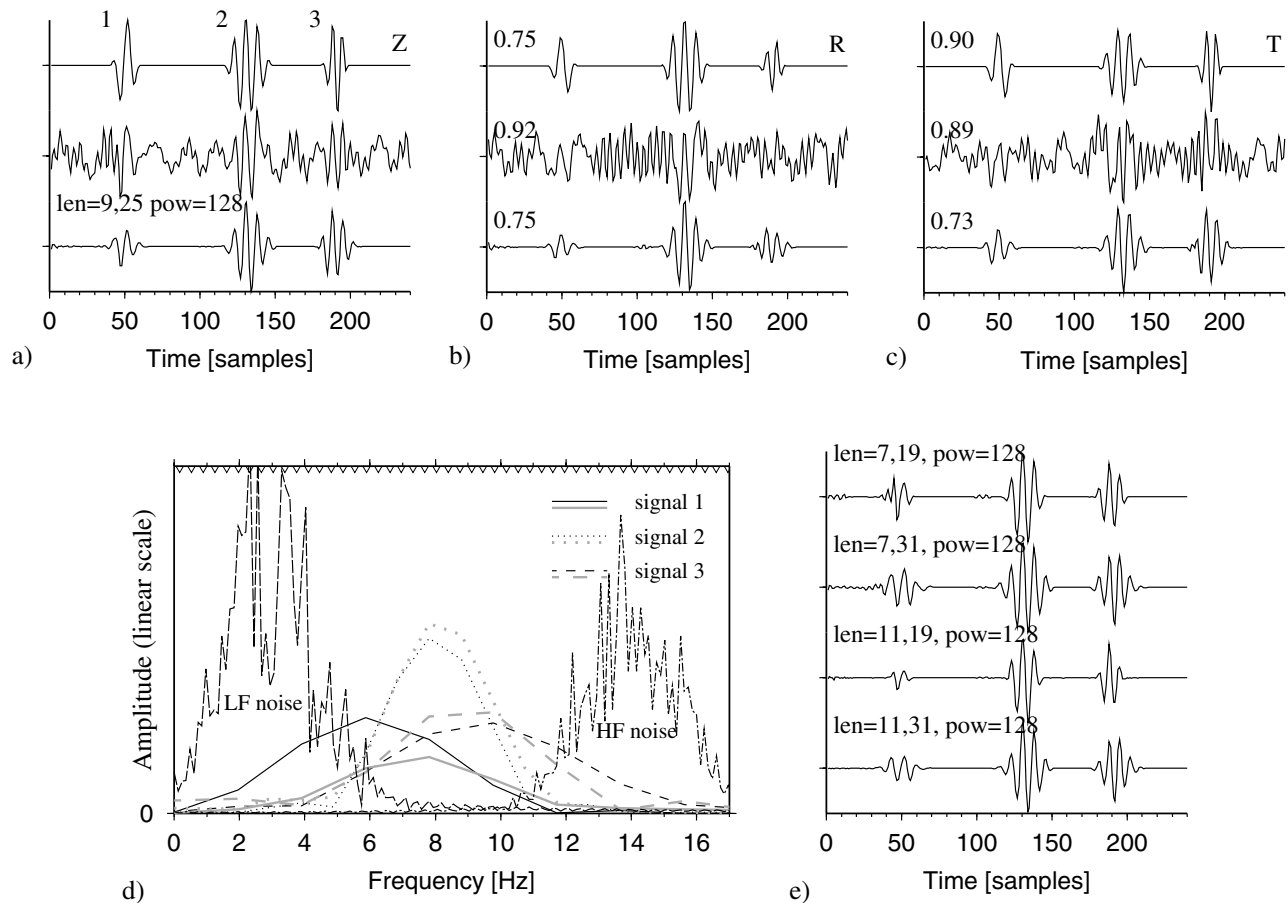 1 2 3
Z
len=9,25 pow=128
0 50 100 150 200
Time [samples]
a)
0.75
R
0.92
0.75
0 50 100 150 200
Time [samples]
b)
0.90
T
0.89
0.73
0 50 100 150 200
Time [samples]
c)
Amplitude (linear scale)
0
signal 1
signal 2
signal 3
LF noise
HF noise
0 2 4 6 8 10 12 14 16
Frequency [Hz]
d)
len=7,19, pow=128
len=7,31, pow=128
len=11,19, pow=128
len=11,31, pow=128
0 50 100 150 200
Time [samples]
e)